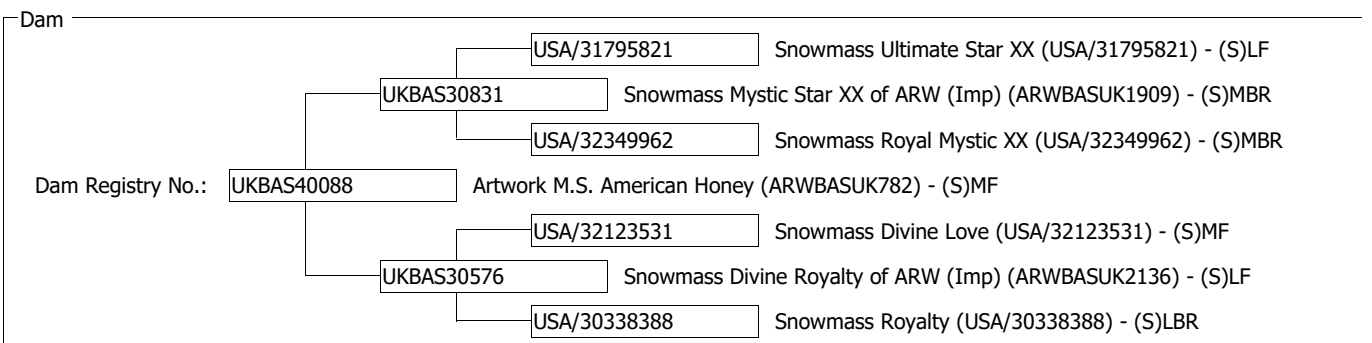 Dam
USA/31795821 Snowmass Ultimate Star XX (USA/31795821) - (S)LF
UKBAS30831 Snowmass Mystic Star XX of ARW (Imp) (ARWBASUK1909) - (S)MBR
USA/32349962 Snowmass Royal Mystic XX (USA/32349962) - (S)MBR
Dam Registry No.: UKBAS40088 Artwork M.S. American Honey (ARWBASUK782) - (S)MF
USA/32123531 Snowmass Divine Love (USA/32123531) - (S)MF
UKBAS30576 Snowmass Divine Royalty of ARW (Imp) (ARWBASUK2136) - (S)LF
USA/30338388 Snowmass Royalty (USA/30338388) - (S)LBR